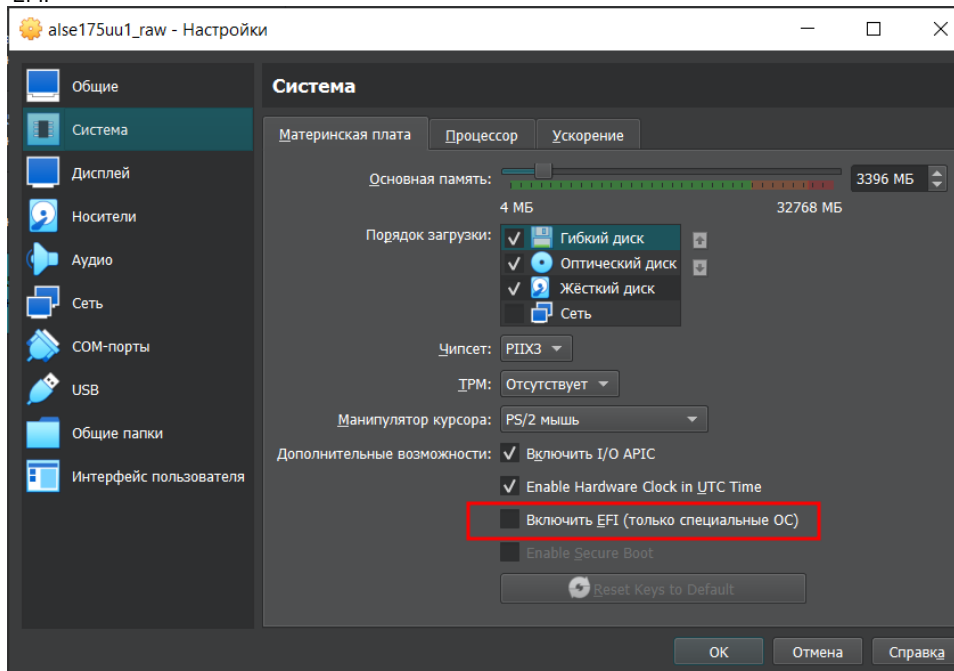 alse175uu1_raw - Настройки
Общие
Система
Дисплей
Носители
Аудио
Сеть
COM-порты
USB
Общие папки
Интерфейс пользователя
Система
Материнская плата Процессор Ускорение
Основная память: 3396 МБ
4 МБ 32768 МБ
Порядок загрузки: Гибкий диск
Оптический диск
Жёсткий диск
Сеть
Чипсет: PIIX3
TPM: Отсутствует
Манипулятор курсора: PS/2 мышь
Дополнительные возможности: Включить I/O APIC
Enable Hardware Clock in UTC Time
Включить EFI (только специальные ОС)
Enable Secure Boot
Reset Keys to Default
OK Отмена Справка